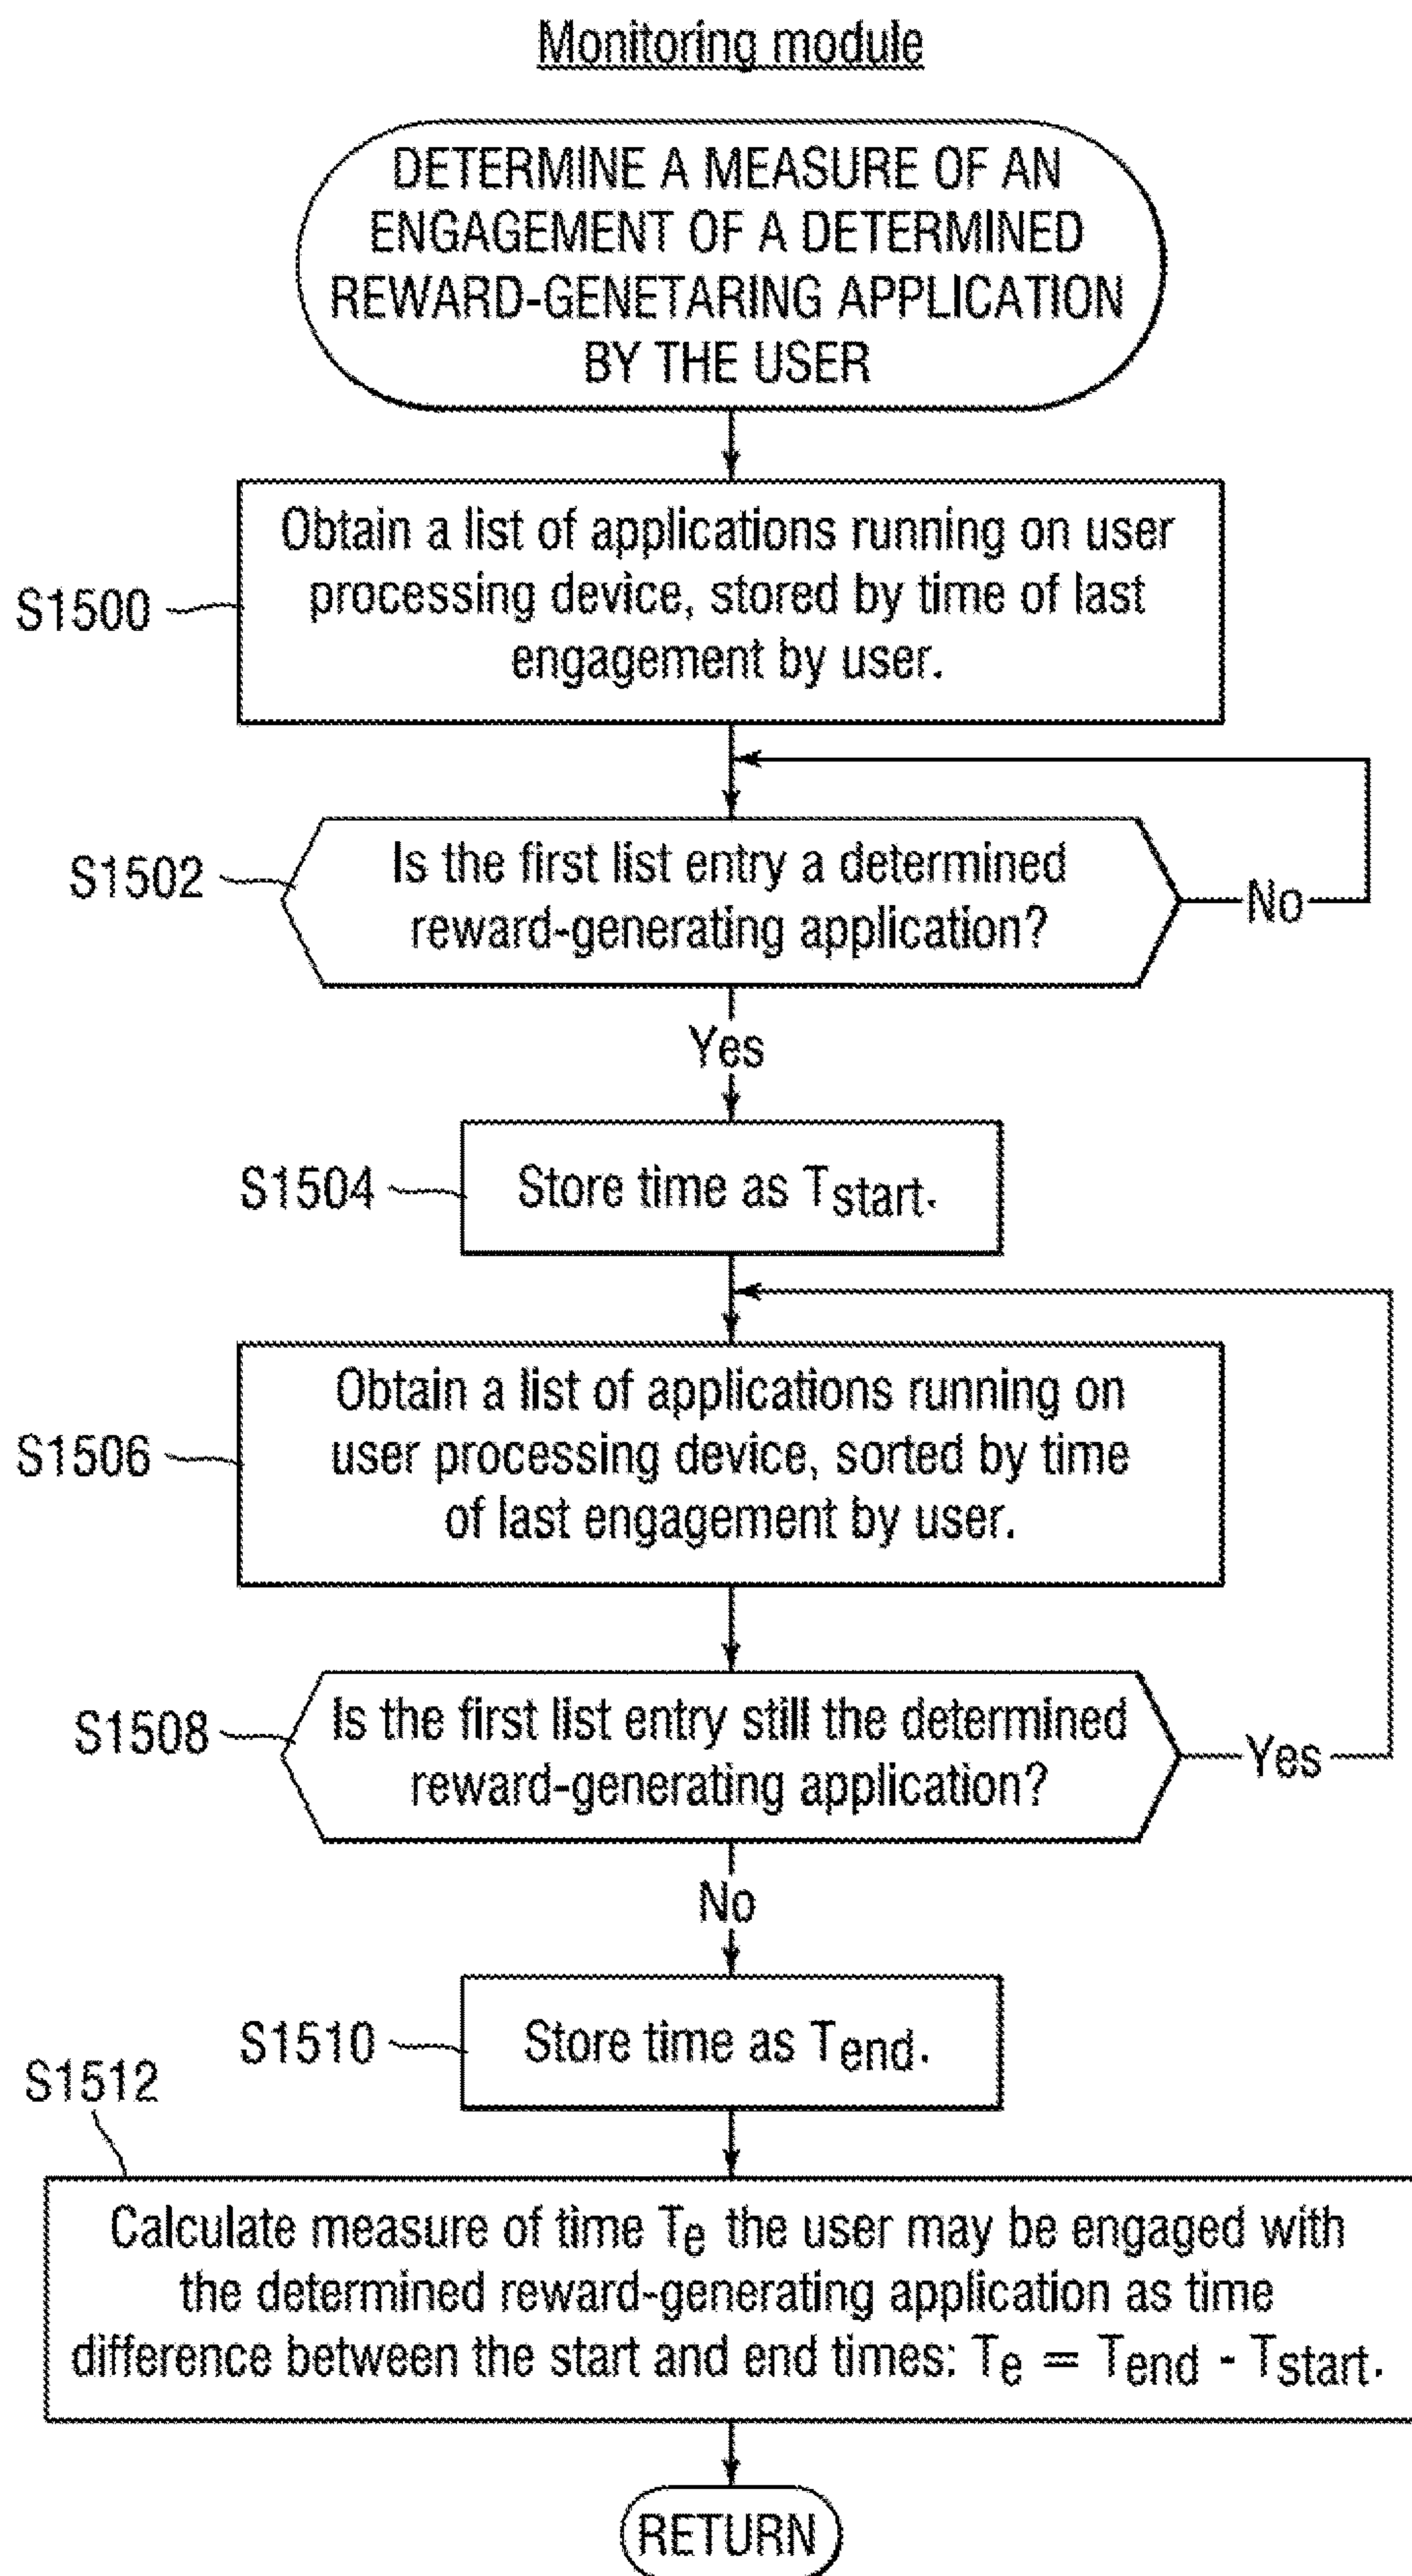 Monitoring module
DETERMINE A MEASURE OF AN
ENGAGEMENT OF A DETERMINED
REWARD-GENETARING APPLICATION
BY THE USER
S1500
Obtain a list of applications running on user
processing device, stored by time of last
engagement by user.
S1502
Is the first list entry a determined
reward-generating application?
No
Yes
S1504
Store time as Tstart.
S1506
Obtain a list of applications running on
user processing device, sorted by time
of last engagement by user.
S1508
Is the first list entry still the determined
reward-generating application?
Yes
No
S1510
Store time as Tend.
S1512
Calculate measure of time Te the user may be engaged with
the determined reward-generating application as time
difference between the start and end times: Te = Tend - Tstart.
RETURN